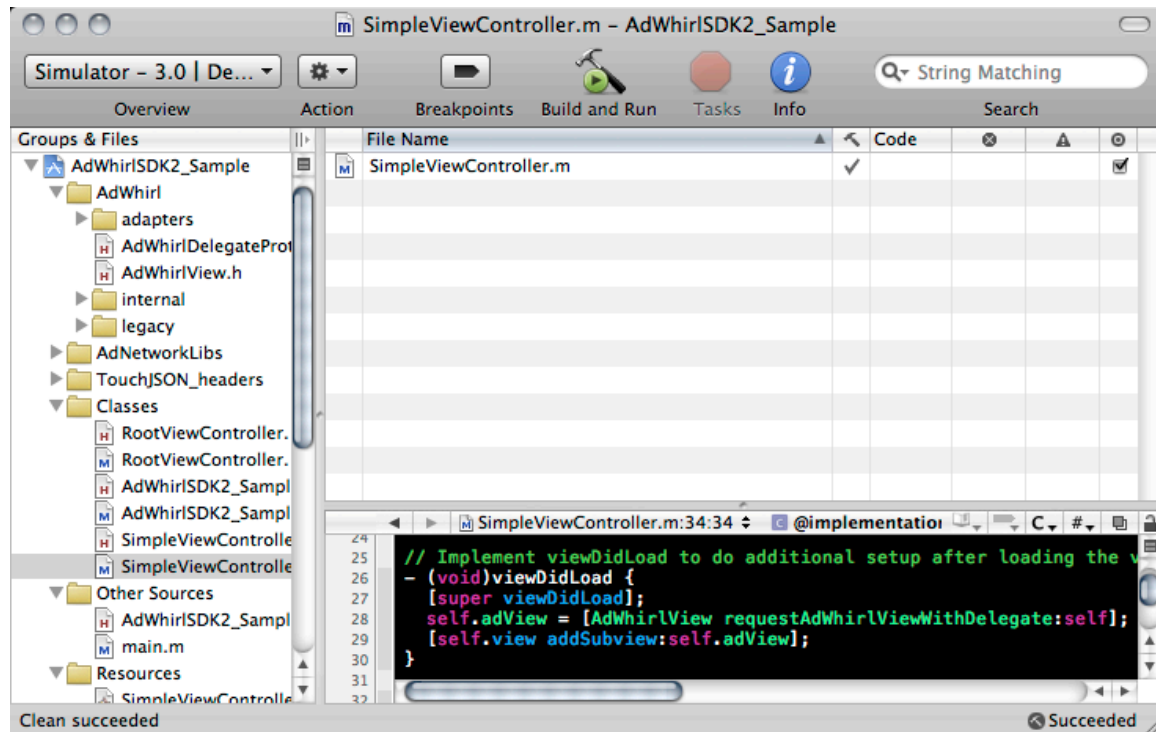 SimpleViewController.m – AdWhirlSDK2_Sample
Simulator – 3.0 | De...
String Matching
Overview
Action
Breakpoints
Build and Run
Tasks
Info
Search
Groups & Files
File Name
Code
AdWhirlSDK2_Sample
SimpleViewController.m
AdWhirl
adapters
AdWhirlDelegateProt
AdWhirlView.h
internal
legacy
AdNetworkLibs
TouchJSON_headers
Classes
RootViewController.
RootViewController.
AdWhirlSDK2_Sampl
AdWhirlSDK2_Sampl
SimpleViewControlle
SimpleViewControlle
Other Sources
AdWhirlSDK2_Sampl
main.m
Resources
SimpleViewControlle
SimpleViewController.m:34:34
@implementation
C
#
24
25 // Implement viewDidLoad to do additional setup after loading the v
26 - (void)viewDidLoad {
27 [super viewDidLoad];
28 self.adView = [AdWhirlView requestAdWhirlViewWithDelegate:self];
29 [self.view addSubview:self.adView];
30 }
31
32
Clean succeeded
Succeeded